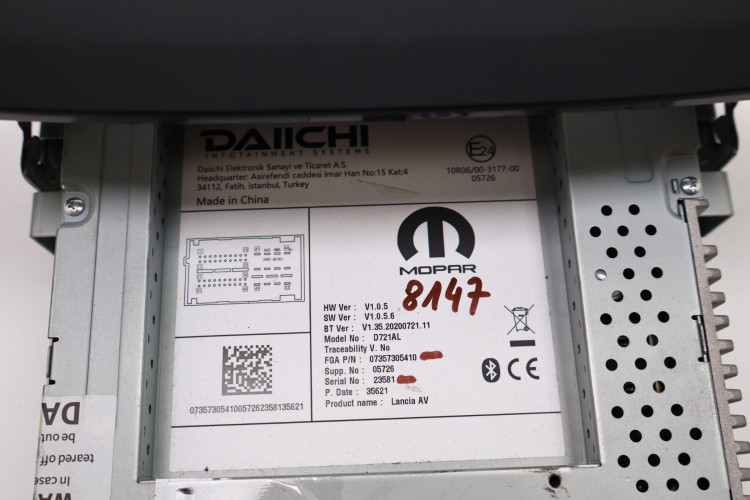 DAIICHI
INFOTAINMENT SYSTEMS
Daiichi Elektronik Sanayi ve Ticaret A.S.
Headquarter: Asirefendi caddesi Imar Han No:15 Kat:4
34112, Fatih, istanbul, Turkey
Made in China
E24
10R06/00-3177-00
05726
MOPAR
8147
HW Ver : V1.0.5
SW Ver : V1.0.5.6
BT Ver : V1.35.20200721.11
Model No : D721AL
Traceability V. No
FGA P/N : 07357305410
Supp. No : 05726
Serial No : 23581
P. Date : 35621
Product name : Lancia AV
CE
07357305410057262358135621
DA
be out
teared off
WA
In case